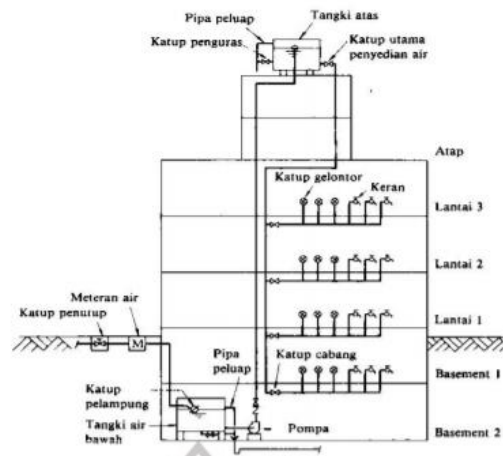 Pipa peluap
Tangki atas
Katup penguras
Katup utama
penyedian air
Atap
Katup gelontor
Keran
Lantai 3
Lantai 2
Meteran air
Katup penutup
Lantai 1
M
Pipa
peluap
Katup cabang
Basement 1
Katup
pelampung
Tangki air
bawah
Pompa
Basement 2